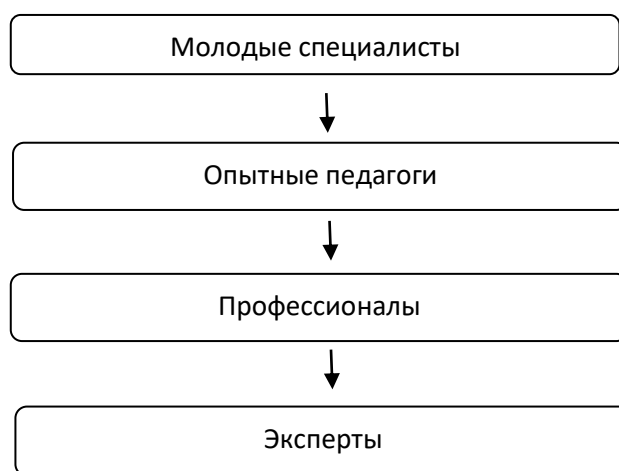 Молодые специалисты
Опытные педагоги
Профессионалы
Эксперты